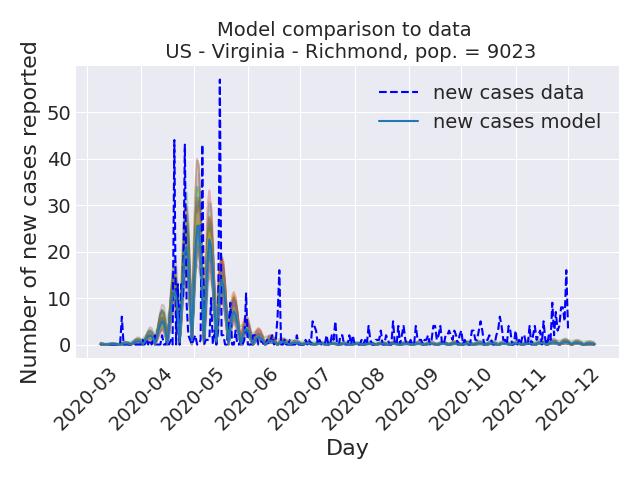 Model comparison to data
US - Virginia - Richmond, pop. = 9023
Number of new cases reported
50
40
30
20
10
0
new cases data
new cases model
2020-03
2020-04
2020-05
2020-06
2020-07
2020-08
2020-09
2020-10
2020-11
2020-12
Day